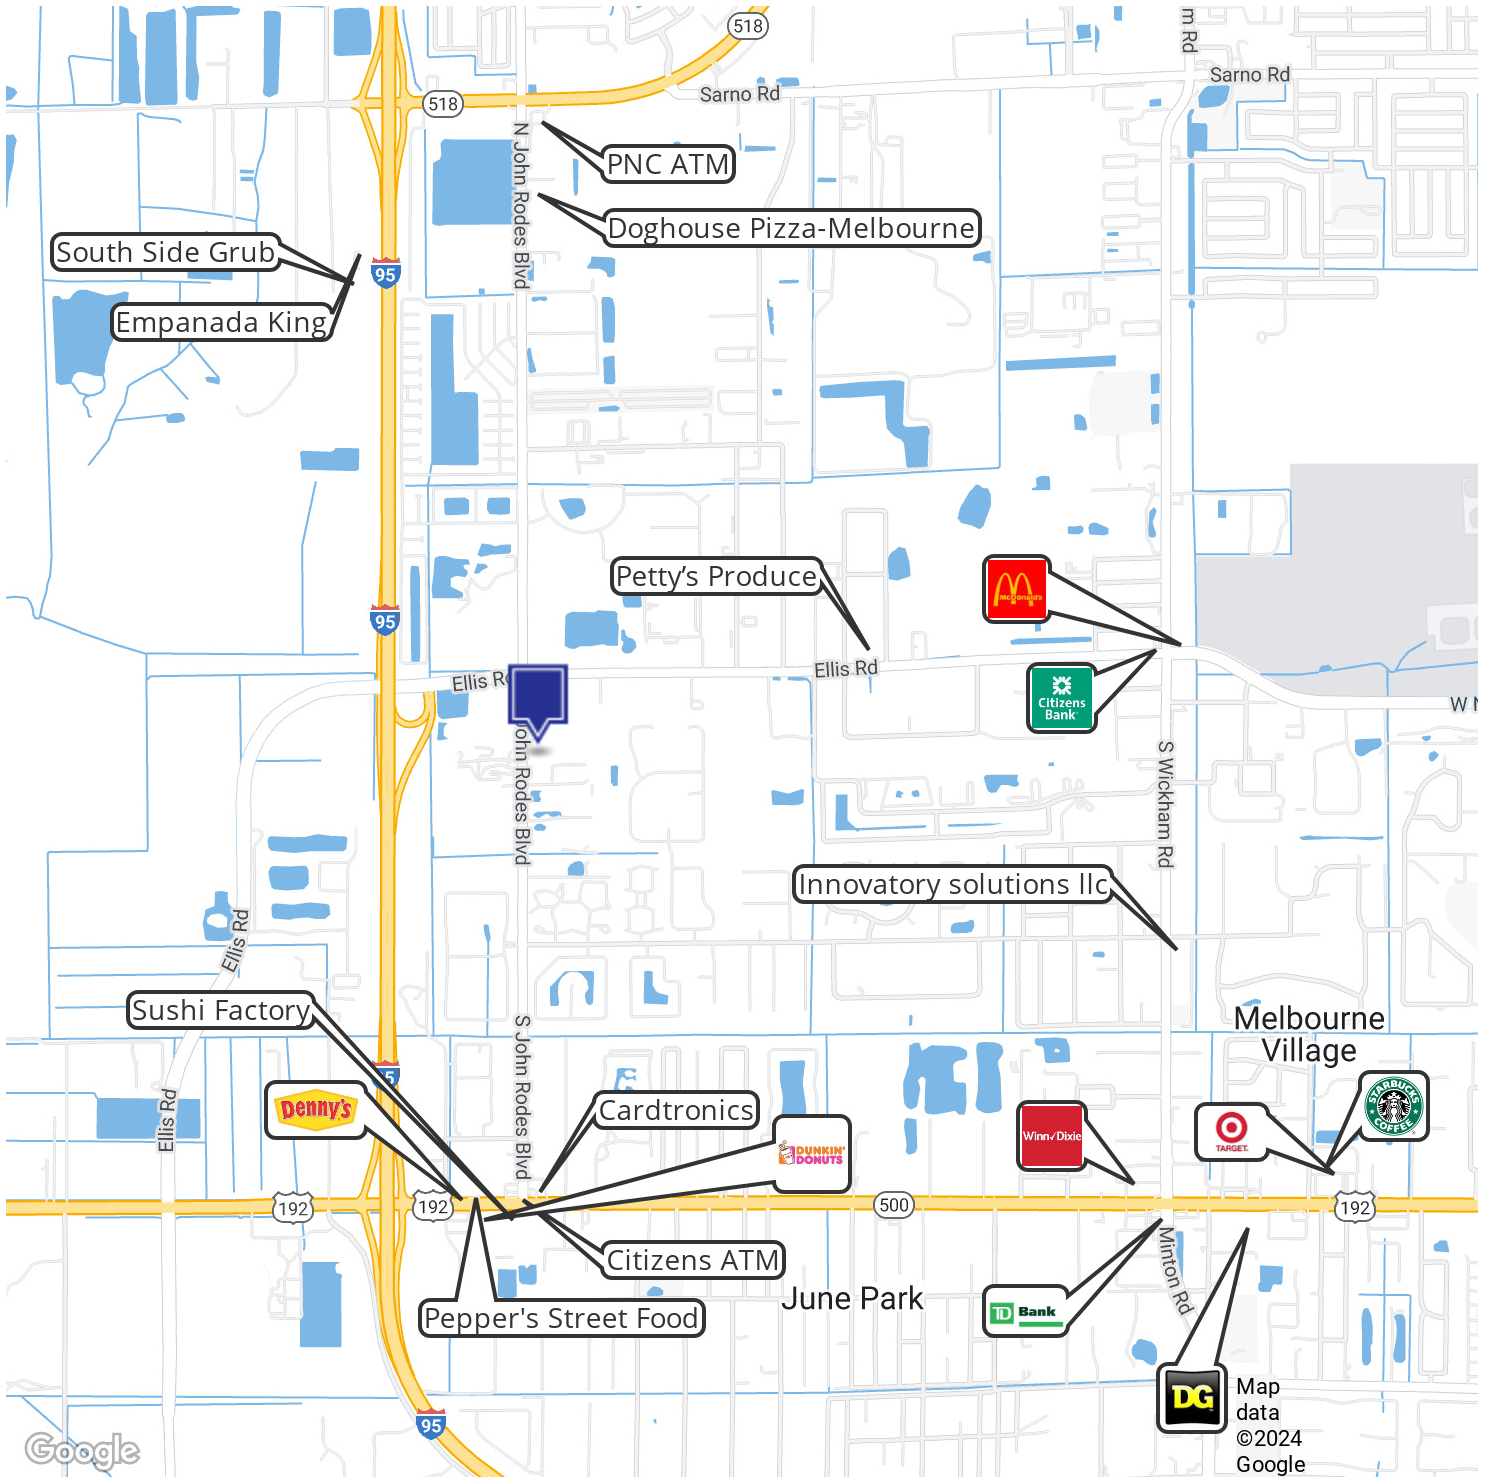 518
m Rd
Sarno Rd
518
Sarno Rd
N John Rodes Blvd
PNC ATM
Doghouse Pizza-Melbourne
South Side Grub
95
Empanada King
Petty's Produce
McDonald's
95
Ellis Rd
Ellis Rd
Citizens
Bank
W N
John Rodes Blvd
S Wickham Rd
Innovatory solutions llc
Ellis Rd
Sushi Factory
S John Rodes Blvd
Melbourne
Village
95
Denny's
Ellis Rd
Cardtronics
DUNKIN'
DONUTS
Winn Dixie
TARGET
STARBUCKS
COFFEE
192
192
500
192
Citizens ATM
Minton Rd
June Park
Pepper's Street Food
TD Bank
DG
95
Map
data
©2024
Google
Google